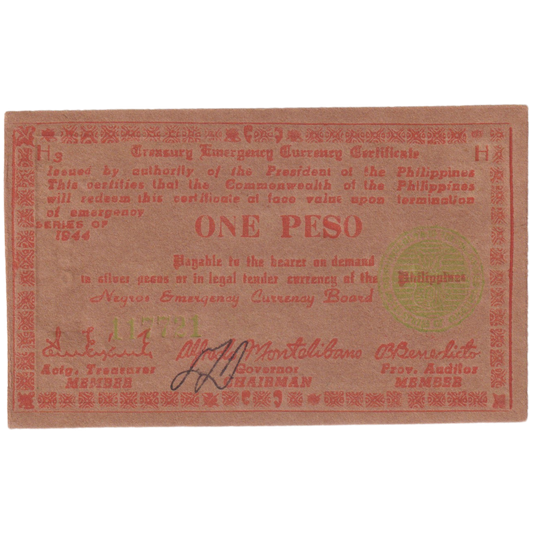 H3 Treasury Emergency Currency Certificate H
Issued by authority of the President of the Philippines
This certifies that the Commonwealth of the Philippines
will redeem this certificate at face value upon termination
of emergency
SERIES OF
1944
ONE PESO
Payable to the bearer on demand
in silver pesos or in legal tender currency of the Philippines
Negros Emergency Currency Board
Alfredo Montelibano
A Benedicto
Actg. Treasurer Governor Prov. Auditor
MEMBER CHAIRMAN MEMBER